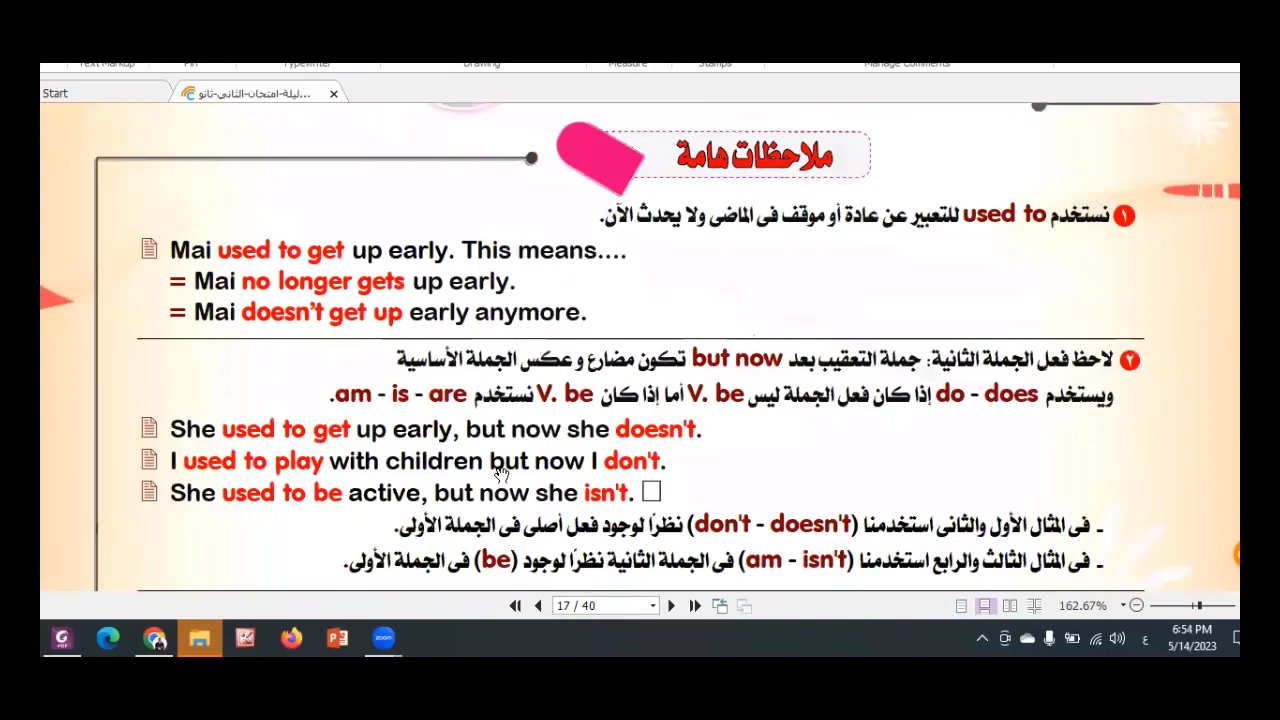 Start
...ليلة-امتحان-الثاني-ثانو
ملاحظات هامة
١ نستخدم used to للتعبير عن عادة أو موقف فى الماضى ولا يحدث الآن.
Mai used to get up early. This means....
= Mai no longer gets up early.
= Mai doesn't get up early anymore.
٢ لاحظ فعل الجملة الثانية: جملة التعقيب بعد but now تكون مضارع و عكس الجملة الأساسية
ويستخدم do - does إذا كان فعل الجملة ليس V. be أما إذا كان V. be نستخدم am - is - are.
She used to get up early, but now she doesn't.
I used to play with children but now I don't.
She used to be active, but now she isn't.
ـ فى المثال الأول والثانى استخدمنا (don't - doesn't) نظرًا لوجود فعل أصلى فى الجملة الأولى.
ـ فى المثال الثالث والرابع استخدمنا (am - isn't) فى الجملة الثانية نظرًا لوجود (be) فى الجملة الأولى.
17 / 40
162.67%
zoom
ع
6:54 PM
5/14/2023